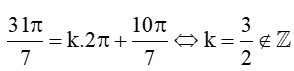 31π/7 = k.2π + 10π/7 ⇔ k = 3/2 ∉ ℤ